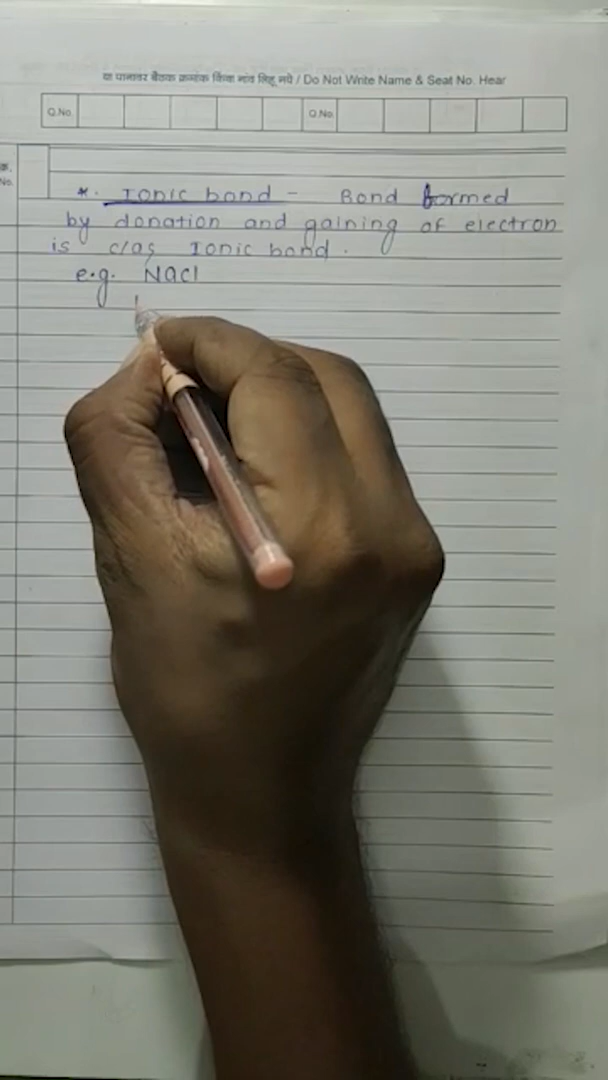 या पानावर बैठक क्रमांक किंवा नाव लिहू नये / Do Not Write Name & Seat No. Hear
Q.No. Q.No.
क्र.
No.
*. Ionic bond - Bond formed
by donation and gaining of electron
is c/as Ionic bond.
e.g. Nacl